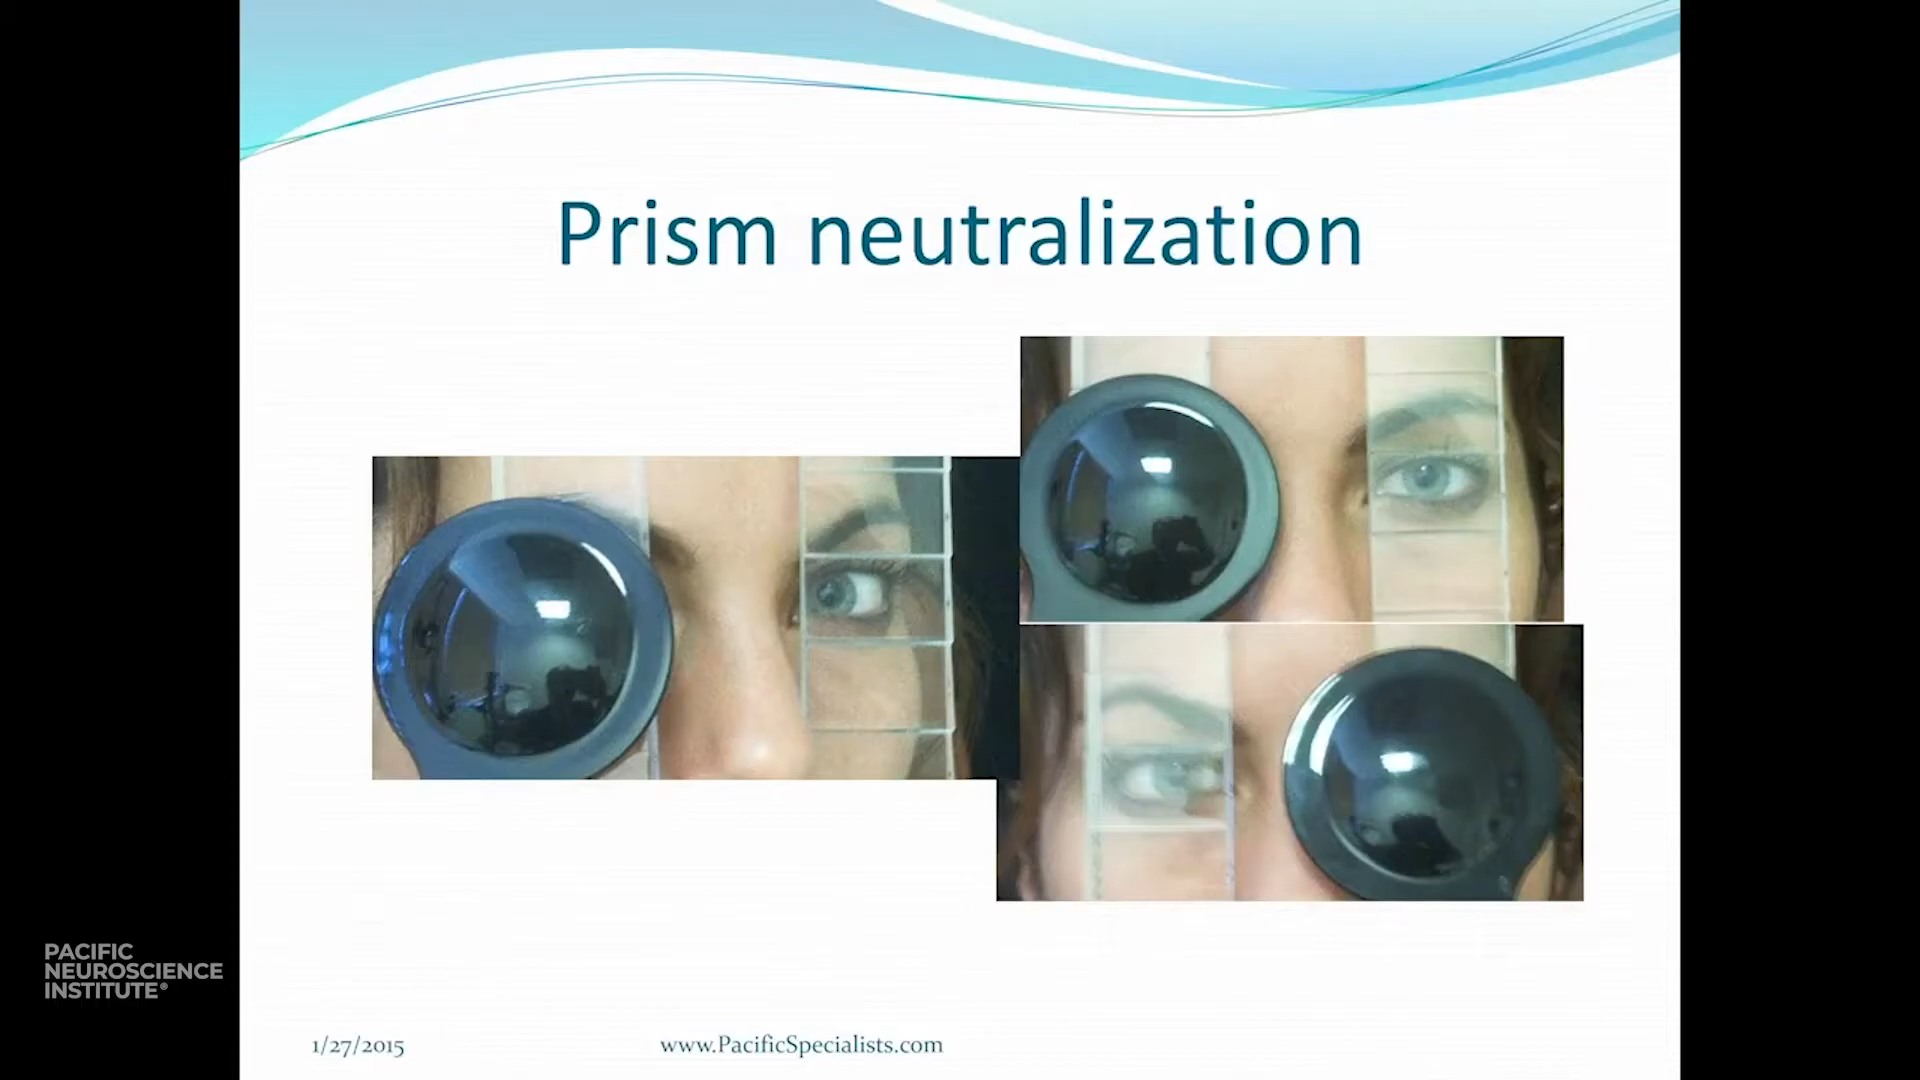 Prism neutralization
PACIFIC
NEUROSCIENCE
INSTITUTE®
1/27/2015
www.PacificSpecialists.com